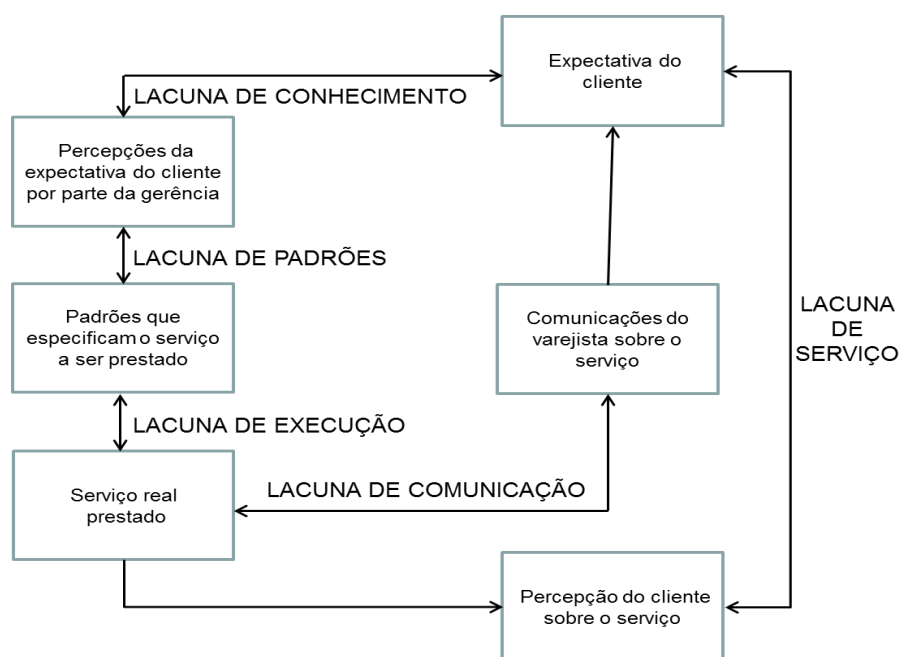 Expectativa do
cliente
LACUNA DE CONHECIMENTO
Percepções da
expectativa do cliente
por parte da gerência
LACUNA DE PADRÕES
Padrões que
especificam o serviço
a ser prestado
Comunicações do
varejista sobre o
serviço
LACUNA
DE
SERVIÇO
LACUNA DE EXECUÇÃO
Serviço real
prestado
LACUNA DE COMUNICAÇÃO
Percepção do cliente
sobre o serviço